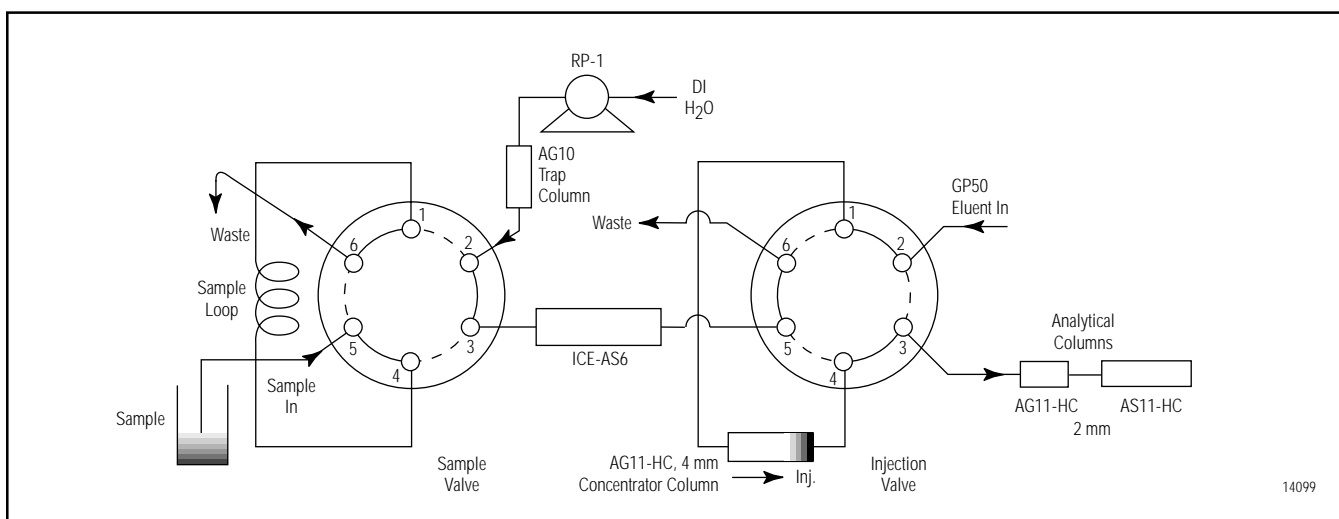 RP-1
DI
H2O
AG10
Trap
Column
1
2
3
4
5
6
Waste
Sample
Loop
Sample
In
Sample
Sample
Valve
ICE-AS6
GP50
Eluent In
Waste
1
2
3
4
5
6
Analytical
Columns
AG11-HC
AS11-HC
2 mm
AG11-HC, 4 mm
Concentrator Column
Inj.
Injection
Valve
14099